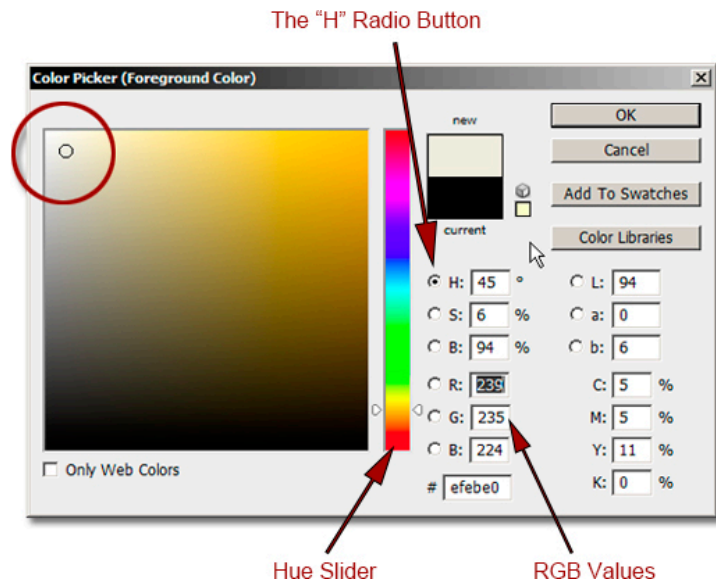 The “H” Radio Button
Color Picker (Foreground Color)
new
current
OK
Cancel
Add To Swatches
Color Libraries
H: 45 °
S: 6 %
B: 94 %
R: 239
G: 235
B: 224
# efebe0
L: 94
a: 0
b: 6
C: 5 %
M: 5 %
Y: 11 %
K: 0 %
Only Web Colors
Hue Slider
RGB Values